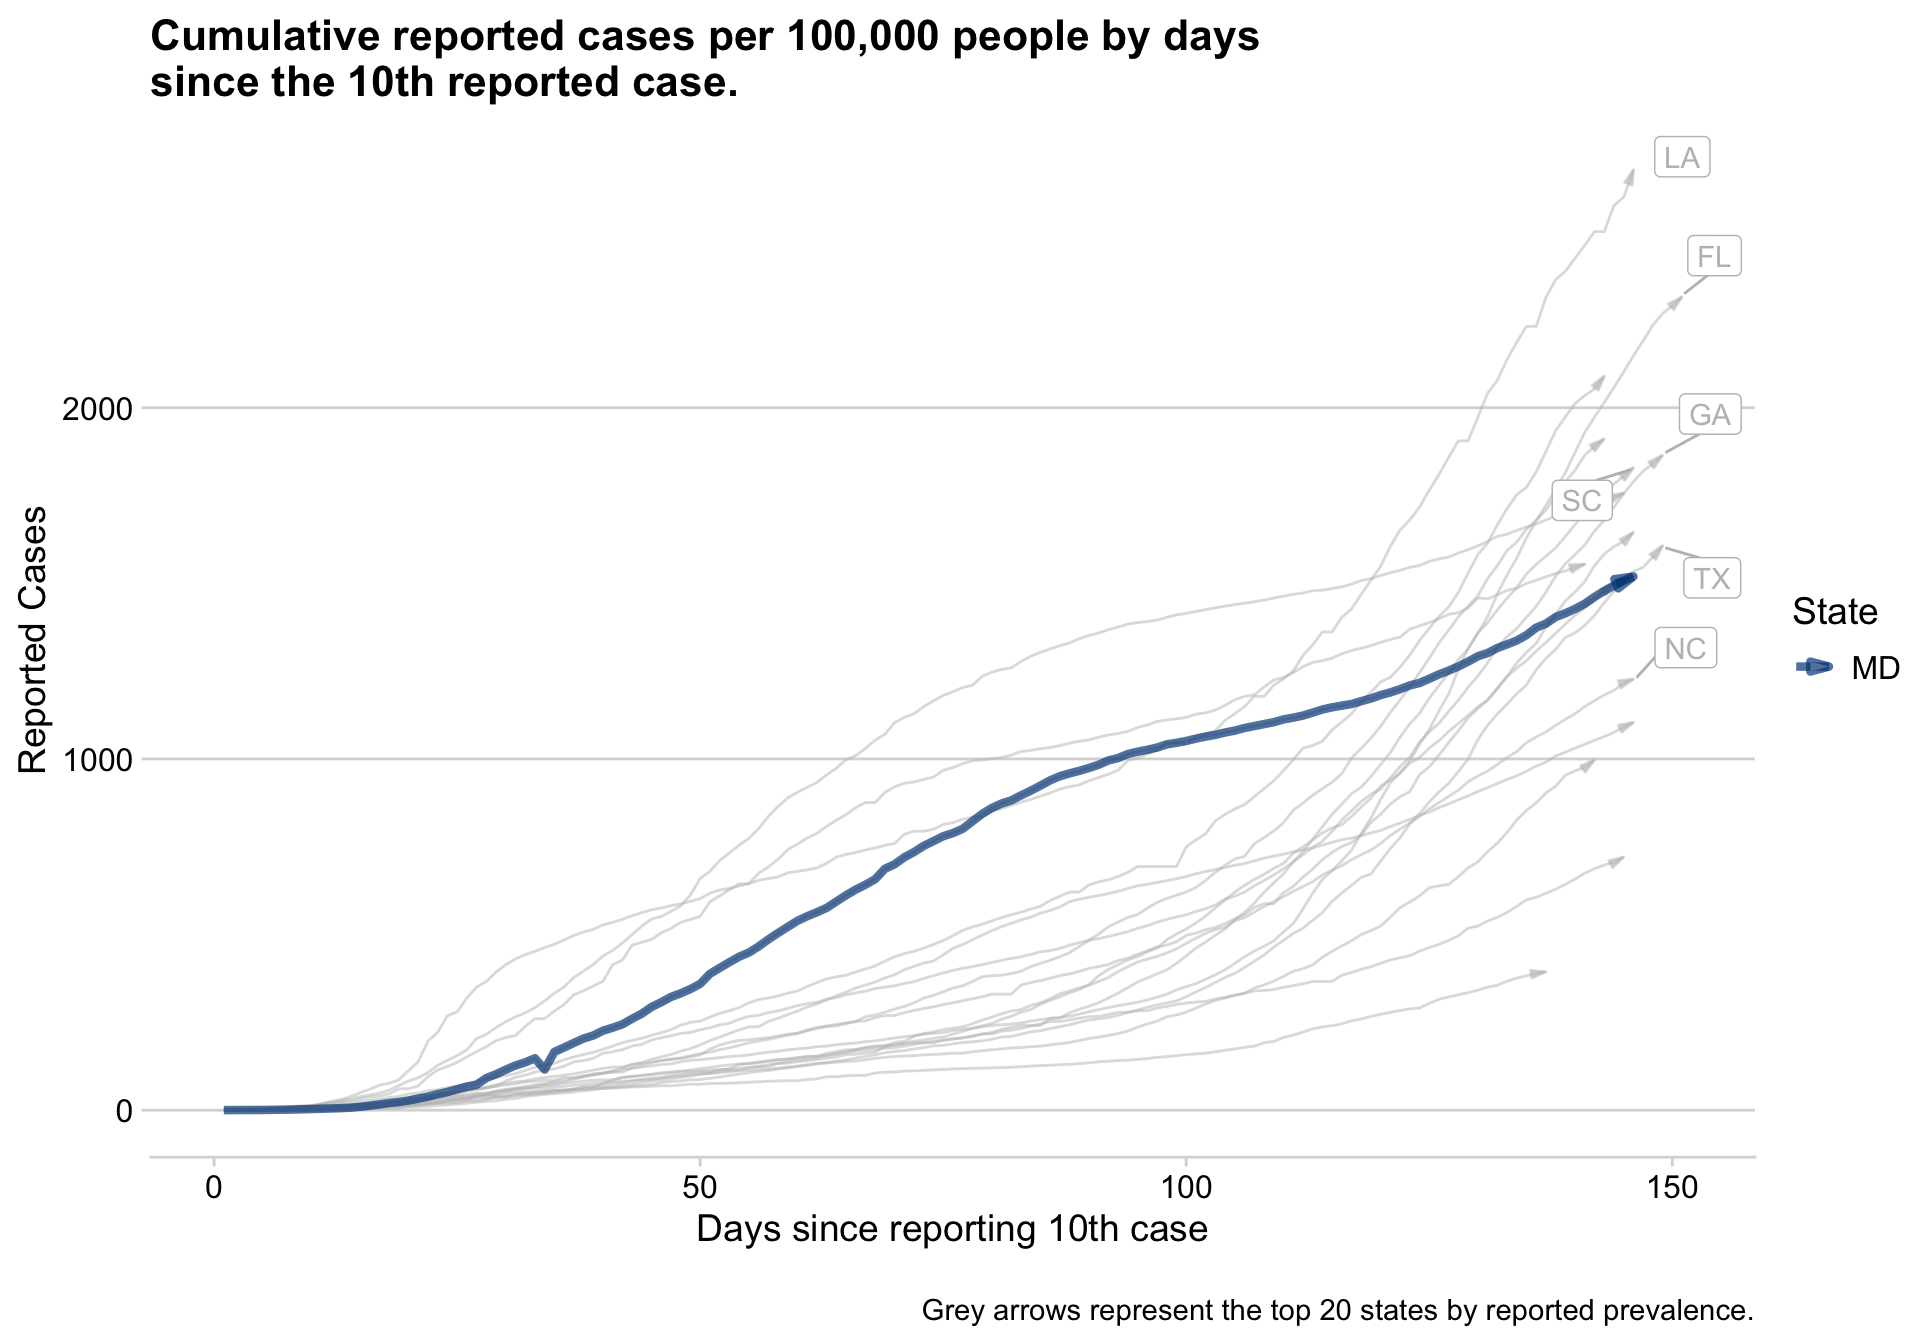 Cumulative reported cases per 100,000 people by days
since the 10th reported case.
LA
FL
2000
GA
SC
TX
State
NC
MD
Reported Cases
1000
0
0 50 100 150
Days since reporting 10th case
Grey arrows represent the top 20 states by reported prevalence.